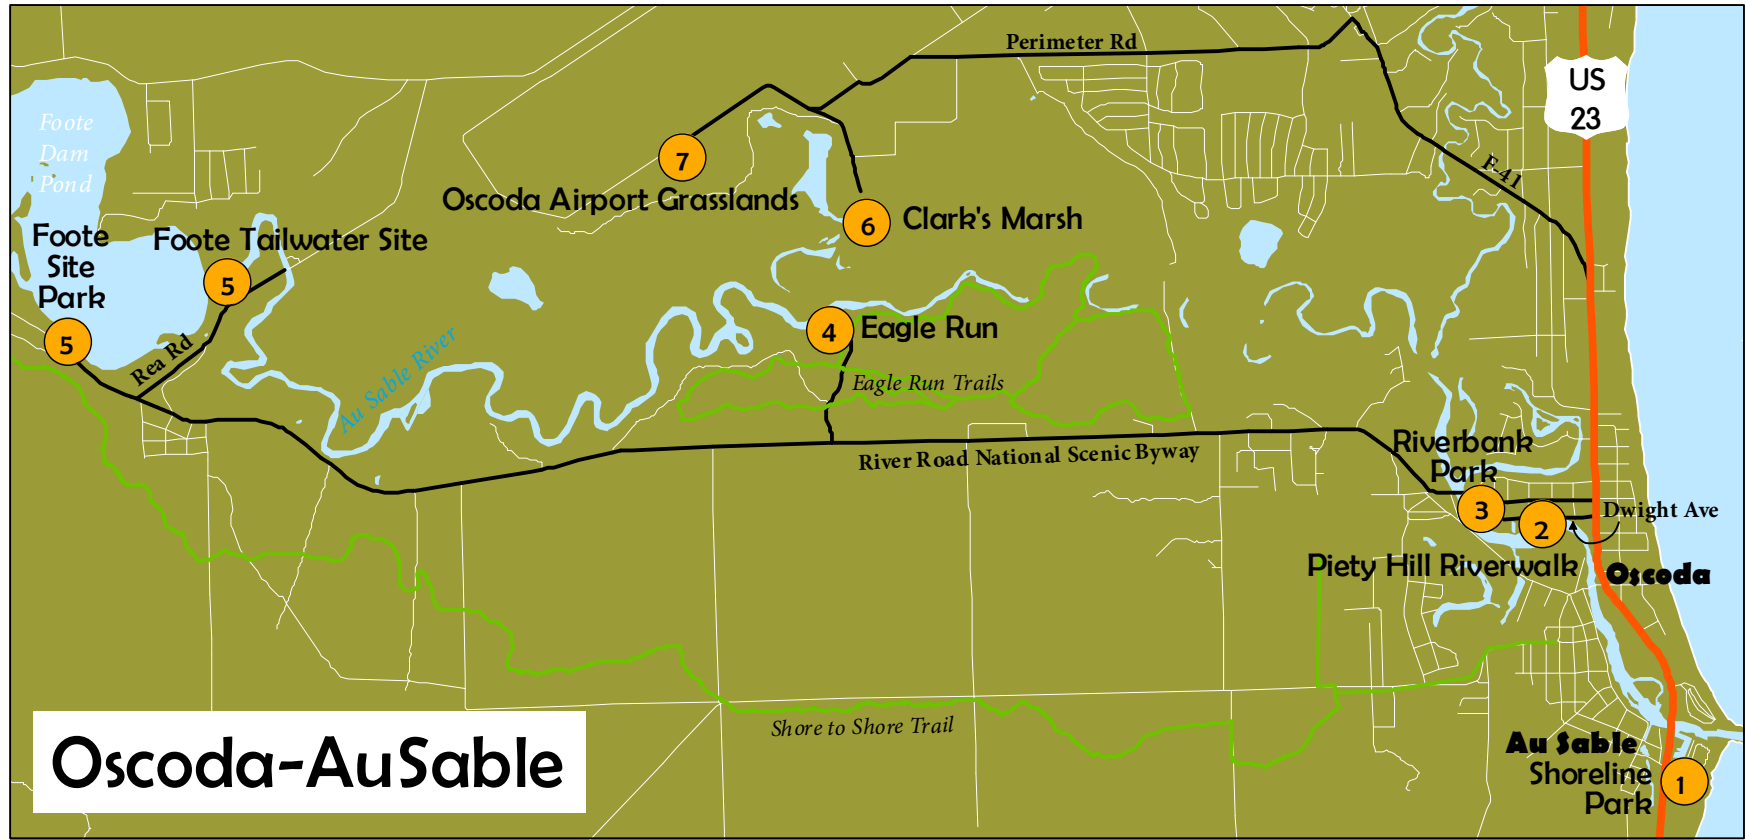 Perimeter Rd
US
23
Foote
Dam
Pond
F-41
7
Oscoda Airport Grasslands
6
Clark's Marsh
Foote
Site
Park
5
Foote Tailwater Site
5
Rea Rd
Au Sable River
4
Eagle Run
Eagle Run Trails
River Road National Scenic Byway
Riverbank
Park
3
2
Dwight Ave
Piety Hill Riverwalk
Oscoda
Shore to Shore Trail
Au Sable
Shoreline
Park
1
Oscoda-AuSable